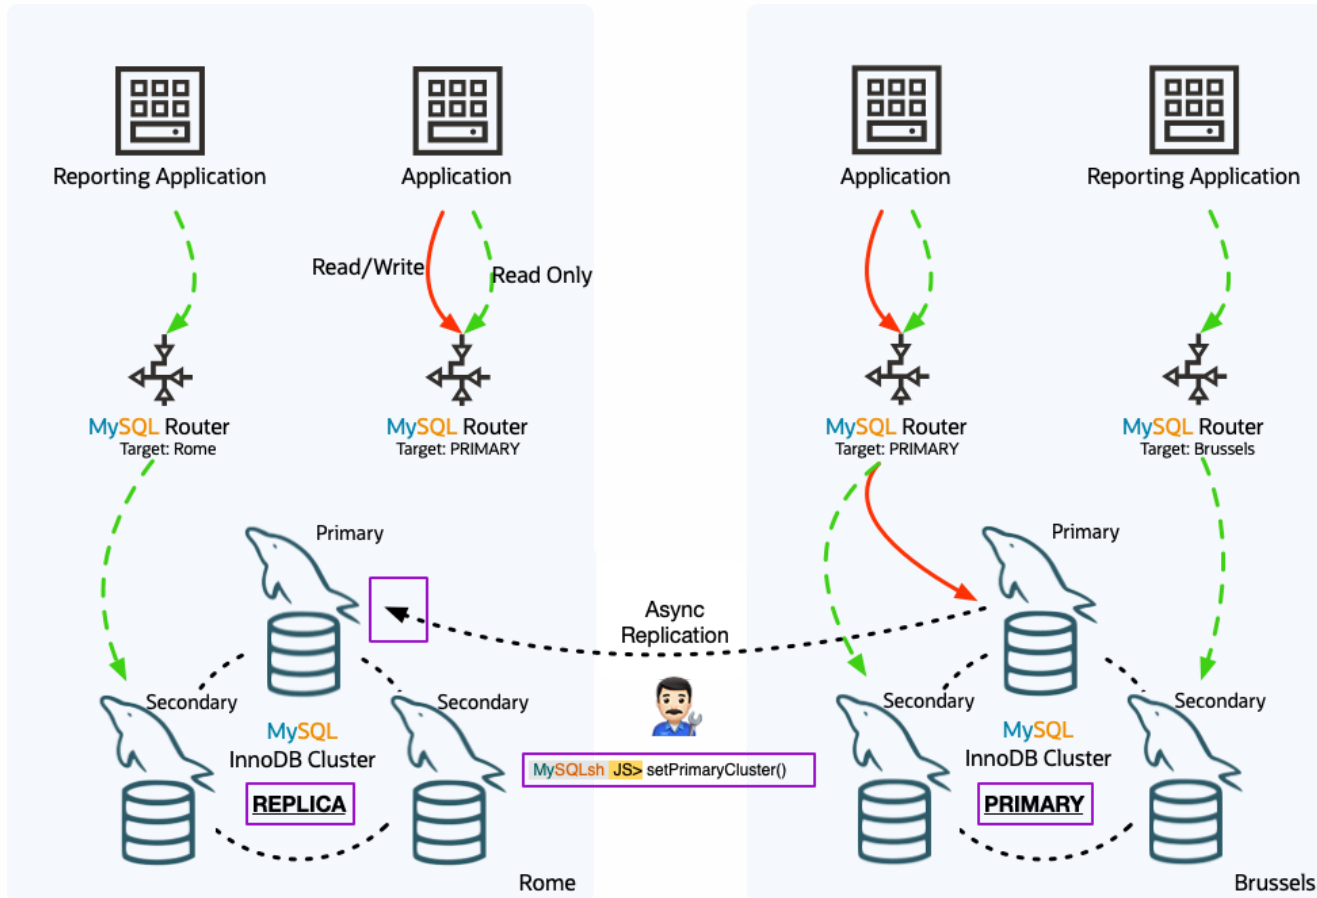 Reporting Application
Application
Application
Reporting Application
Read/Write
Read Only
MySQL Router
Target: Rome
MySQL Router
Target: PRIMARY
MySQL Router
Target: PRIMARY
MySQL Router
Target: Brussels
Primary
Primary
Async
Replication
Secondary
Secondary
Secondary
Secondary
MySQL
InnoDB Cluster
REPLICA
MySQLsh JS> setPrimaryCluster()
MySQL
InnoDB Cluster
PRIMARY
Rome
Brussels